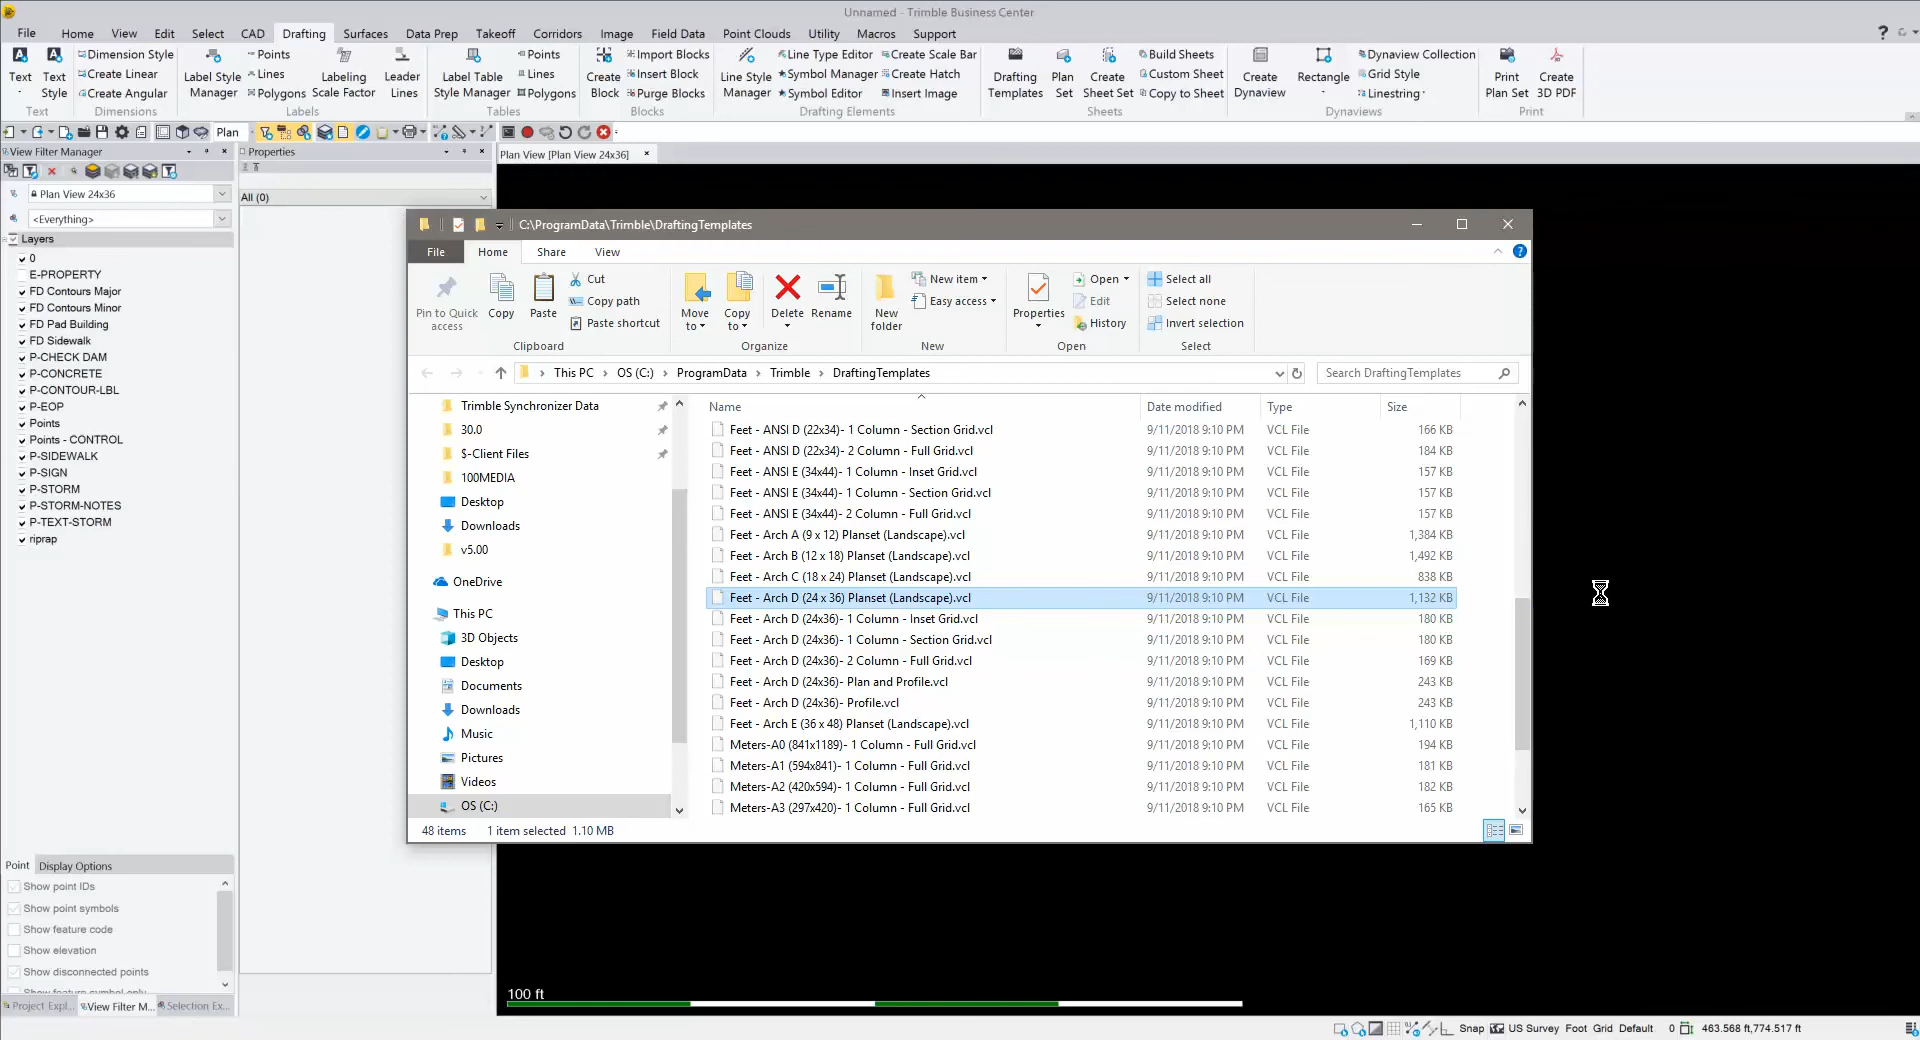 Unnamed - Trimble Business Center
File Home View Edit Select CAD Drafting Surfaces Data Prep Takeoff Corridors Image Field Data Point Clouds Utility Macros Support
Text
Text Style
Text
Dimension Style
Create Linear
Create Angular
Dimensions
Label Style Manager
Points
Lines
Polygons
Labeling Scale Factor
Leader Lines
Labels
Label Table Style Manager
Points
Lines
Polygons
Tables
Create Block
Import Blocks
Insert Block
Purge Blocks
Blocks
Line Style Manager
Line Type Editor
Symbol Manager
Symbol Editor
Create Scale Bar
Create Hatch
Insert Image
Drafting Elements
Drafting Templates
Plan Set
Create Sheet Set
Build Sheets
Custom Sheet
Copy to Sheet
Sheets
Create Dynaview
Rectangle
Dynaview Collection
Grid Style
Linestring
Dynaviews
Print Plan Set
Create 3D PDF
Print
Plan
View Filter Manager
Properties
Plan View [Plan View 24x36]
Plan View 24x36
All (0)
<Everything>
Layers
0
E-PROPERTY
FD Contours Major
FD Contours Minor
FD Pad Building
FD Sidewalk
P-CHECK DAM
P-CONCRETE
P-CONTOUR-LBL
P-EOP
Points
Points - CONTROL
P-SIDEWALK
P-SIGN
P-STORM
P-STORM-NOTES
P-TEXT-STORM
riprap
Point Display Options
Show point IDs
Show point symbols
Show feature code
Show elevation
Show disconnected points
Show feature symbol only
Project Expl... View Filter M... Selection Ex...
C:\ProgramData\Trimble\DraftingTemplates
File Home Share View
Pin to Quick access
Copy
Paste
Cut
Copy path
Paste shortcut
Clipboard
Move to
Copy to
Delete
Rename
Organize
New folder
New item
Easy access
New
Properties
Open
Edit
History
Open
Select all
Select none
Invert selection
Select
This PC > OS (C:) > ProgramData > Trimble > DraftingTemplates
Search DraftingTemplates
Trimble Synchronizer Data
30.0
$-Client Files
100MEDIA
Desktop
Downloads
v5.00
OneDrive
This PC
3D Objects
Desktop
Documents
Downloads
Music
Pictures
Videos
OS (C:)
Name Date modified Type Size
Feet - ANSI D (22x34)- 1 Column - Section Grid.vcl 9/11/2018 9:10 PM VCL File 166 KB
Feet - ANSI D (22x34)- 2 Column - Full Grid.vcl 9/11/2018 9:10 PM VCL File 184 KB
Feet - ANSI E (34x44)- 1 Column - Inset Grid.vcl 9/11/2018 9:10 PM VCL File 157 KB
Feet - ANSI E (34x44)- 1 Column - Section Grid.vcl 9/11/2018 9:10 PM VCL File 157 KB
Feet - ANSI E (34x44)- 2 Column - Full Grid.vcl 9/11/2018 9:10 PM VCL File 157 KB
Feet - Arch A (9 x 12) Planset (Landscape).vcl 9/11/2018 9:10 PM VCL File 1,384 KB
Feet - Arch B (12 x 18) Planset (Landscape).vcl 9/11/2018 9:10 PM VCL File 1,492 KB
Feet - Arch C (18 x 24) Planset (Landscape).vcl 9/11/2018 9:10 PM VCL File 838 KB
Feet - Arch D (24 x 36) Planset (Landscape).vcl 9/11/2018 9:10 PM VCL File 1,132 KB
Feet - Arch D (24x36)- 1 Column - Inset Grid.vcl 9/11/2018 9:10 PM VCL File 180 KB
Feet - Arch D (24x36)- 1 Column - Section Grid.vcl 9/11/2018 9:10 PM VCL File 180 KB
Feet - Arch D (24x36)- 2 Column - Full Grid.vcl 9/11/2018 9:10 PM VCL File 169 KB
Feet - Arch D (24x36)- Plan and Profile.vcl 9/11/2018 9:10 PM VCL File 243 KB
Feet - Arch D (24x36)- Profile.vcl 9/11/2018 9:10 PM VCL File 243 KB
Feet - Arch E (36 x 48) Planset (Landscape).vcl 9/11/2018 9:10 PM VCL File 1,110 KB
Meters-A0 (841x1189)- 1 Column - Full Grid.vcl 9/11/2018 9:10 PM VCL File 194 KB
Meters-A1 (594x841)- 1 Column - Full Grid.vcl 9/11/2018 9:10 PM VCL File 181 KB
Meters-A2 (420x594)- 1 Column - Full Grid.vcl 9/11/2018 9:10 PM VCL File 182 KB
Meters-A3 (297x420)- 1 Column - Full Grid.vcl 9/11/2018 9:10 PM VCL File 165 KB
48 items 1 item selected 1.10 MB
100 ft
Snap US Survey Foot Grid Default 0 463.568 ft,774.517 ft